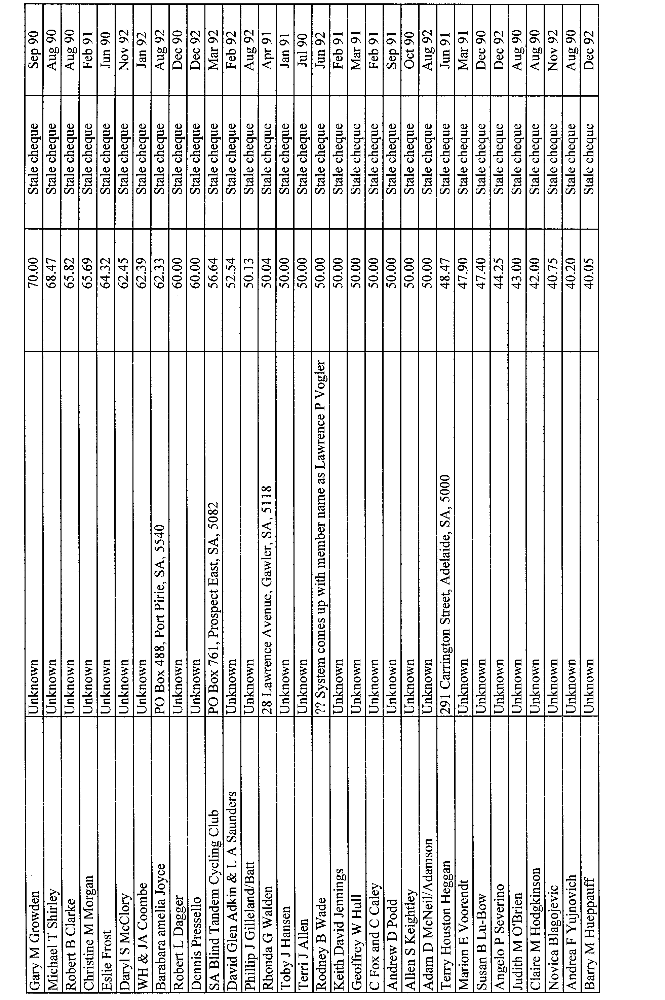 Gary M Growden Unknown 70.00 Stale cheque Sep 90
Michael T Shirley Unknown 68.47 Stale cheque Aug 90
Robert B Clarke Unknown 65.82 Stale cheque Aug 90
Christine M Morgan Unknown 65.69 Stale cheque Feb 91
Eslie Frost Unknown 64.32 Stale cheque Jun 90
Daryl S McClory Unknown 62.45 Stale cheque Nov 92
WH & JA Coombe Unknown 62.39 Stale cheque Jan 92
Barabara amelia Joyce PO Box 488, Port Pirie, SA, 5540 62.33 Stale cheque Aug 92
Robert L Dagger Unknown 60.00 Stale cheque Dec 90
Dennis Pressello Unknown 60.00 Stale cheque Dec 92
SA Blind Tandem Cycling Club PO Box 761, Prospect East, SA, 5082 56.64 Stale cheque Mar 92
David Glen Adkin & L A Saunders Unknown 52.54 Stale cheque Feb 92
Phillip J Gilleland/Batt Unknown 50.13 Stale cheque Aug 92
Rhonda G Walden 28 Lawrence Avenue, Gawler, SA, 5118 50.04 Stale cheque Apr 91
Toby J Hansen Unknown 50.00 Stale cheque Jan 91
Terri J Allen Unknown 50.00 Stale cheque Jul 90
Rodney B Wade ?? System comes up with member name as Lawrence P Vogler 50.00 Stale cheque Jun 92
Keith David Jennings Unknown 50.00 Stale cheque Feb 91
Geoffrey W Hull Unknown 50.00 Stale cheque Mar 91
C Fox and C Caley Unknown 50.00 Stale cheque Feb 91
Andrew D Podd Unknown 50.00 Stale cheque Sep 91
Allen S Keightley Unknown 50.00 Stale cheque Oct 90
Adam D McNeil/Adamson Unknown 50.00 Stale cheque Aug 92
Terry Houston Heggan 291 Carrington Street, Adelaide, SA, 5000 48.47 Stale cheque Jun 91
Marion E Voorendt Unknown 47.90 Stale cheque Mar 91
Susan B Lu-Bow Unknown 47.40 Stale cheque Dec 90
Angelo P Severino Unknown 44.25 Stale cheque Dec 92
Judith M O'Brien Unknown 43.00 Stale cheque Aug 90
Claire M Hodgkinson Unknown 42.00 Stale cheque Aug 90
Novica Blagojevic Unknown 40.75 Stale cheque Nov 92
Andrea F Yujnovich Unknown 40.20 Stale cheque Aug 90
Barry M Hueppauff Unknown 40.05 Stale cheque Dec 92